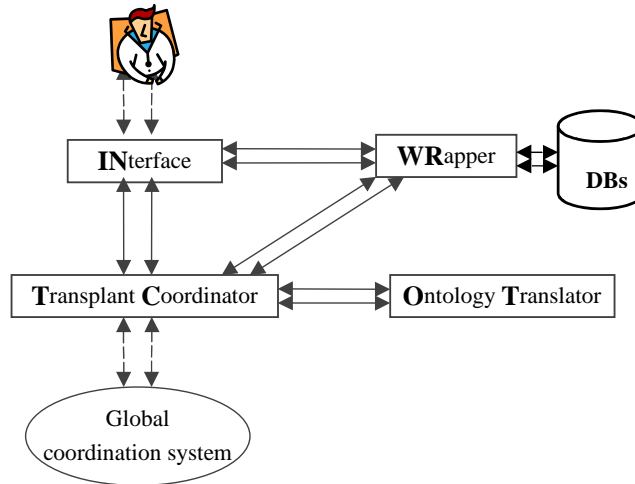 INterface
WRapper
DBs
Transplant Coordinator
Ontology Translator
Global
coordination system